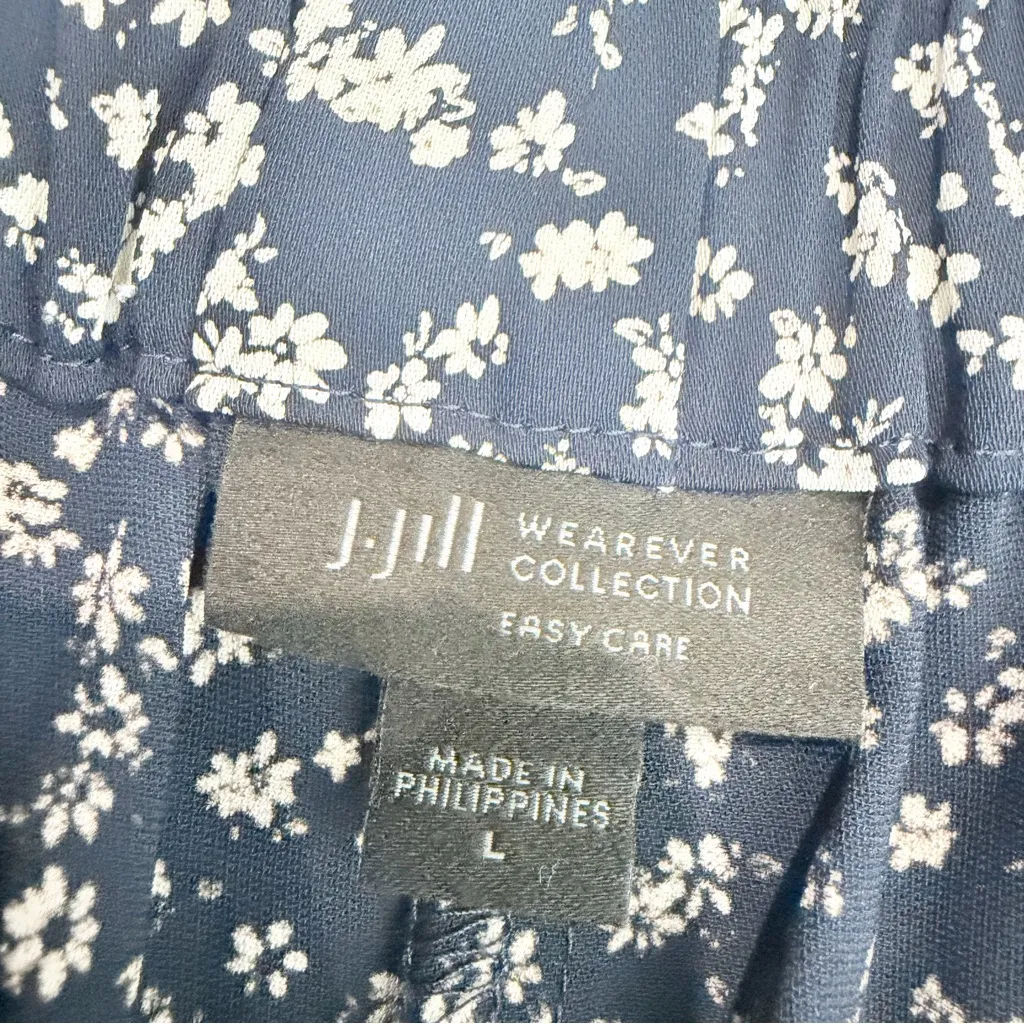 J.Jill WEAREVER
COLLECTION
EASY CARE
MADE IN
PHILIPPINES
L